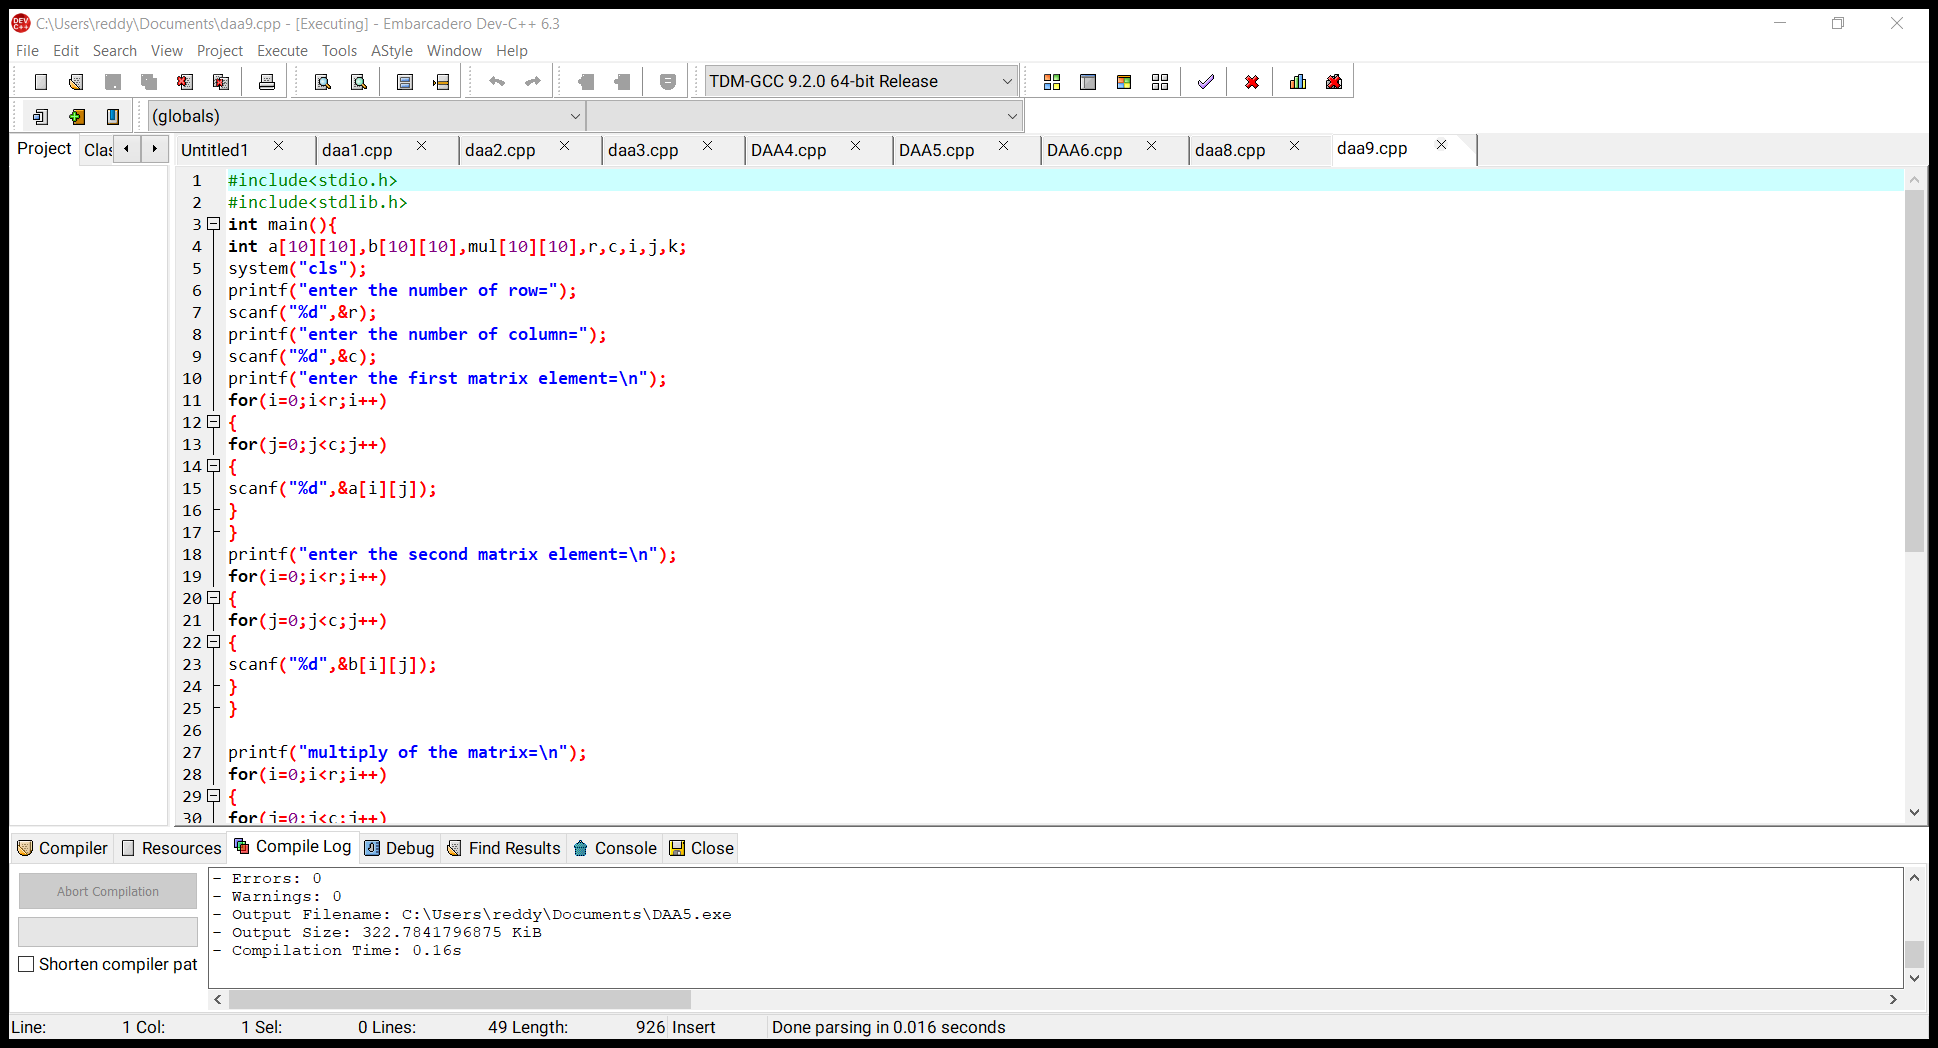 C:\Users\reddy\Documents\daa9.cpp - [Executing] - Embarcadero Dev-C++ 6.3
File Edit Search View Project Execute Tools AStyle Window Help
TDM-GCC 9.2.0 64-bit Release
(globals)
Project Clas Untitled1 daa1.cpp daa2.cpp daa3.cpp DAA4.cpp DAA5.cpp DAA6.cpp daa8.cpp daa9.cpp
1 #include<stdio.h>
2 #include<stdlib.h>
3 int main(){
4 int a[10][10],b[10][10],mul[10][10],r,c,i,j,k;
5 system("cls");
6 printf("enter the number of row=");
7 scanf("%d",&r);
8 printf("enter the number of column=");
9 scanf("%d",&c);
10 printf("enter the first matrix element=\n");
11 for(i=0;i<r;i++)
12 {
13 for(j=0;j<c;j++)
14 {
15 scanf("%d",&a[i][j]);
16 }
17 }
18 printf("enter the second matrix element=\n");
19 for(i=0;i<r;i++)
20 {
21 for(j=0;j<c;j++)
22 {
23 scanf("%d",&b[i][j]);
24 }
25 }
26
27 printf("multiply of the matrix=\n");
28 for(i=0;i<r;i++)
29 {
30 for(j=0;j<c;j++)
Compiler Resources Compile Log Debug Find Results Console Close
Abort Compilation
Shorten compiler pat
- Errors: 0
- Warnings: 0
- Output Filename: C:\Users\reddy\Documents\DAA5.exe
- Output Size: 322.7841796875 KiB
- Compilation Time: 0.16s
Line: 1 Col: 1 Sel: 0 Lines: 49 Length: 926 Insert Done parsing in 0.016 seconds